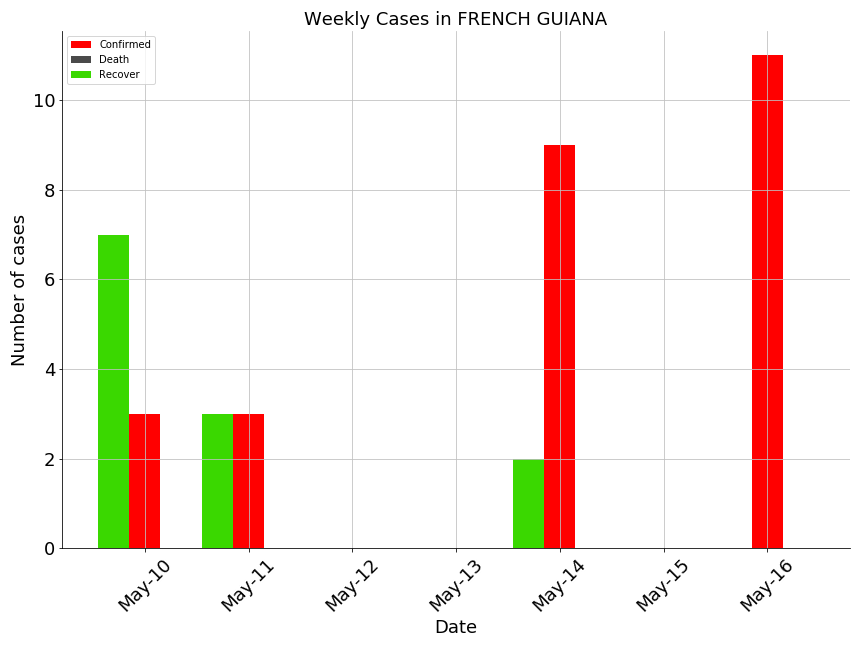 Weekly Cases in FRENCH GUIANA
Confirmed
Death
Recover
Number of cases
10
8
6
4
2
0
May-10
May-11
May-12
May-13
May-14
May-15
May-16
Date